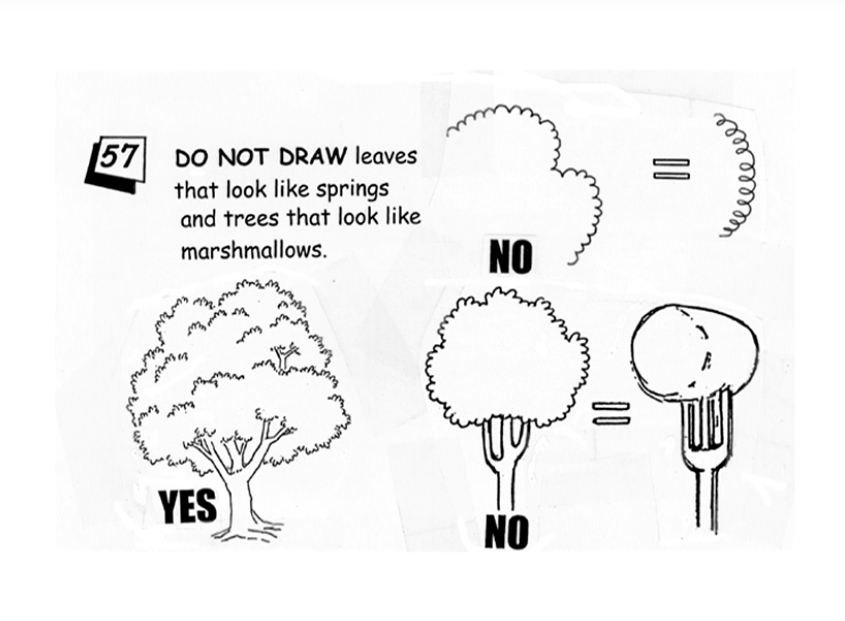 57
DO NOT DRAW leaves
that look like springs
and trees that look like
marshmallows.
=
NO
YES
=
NO